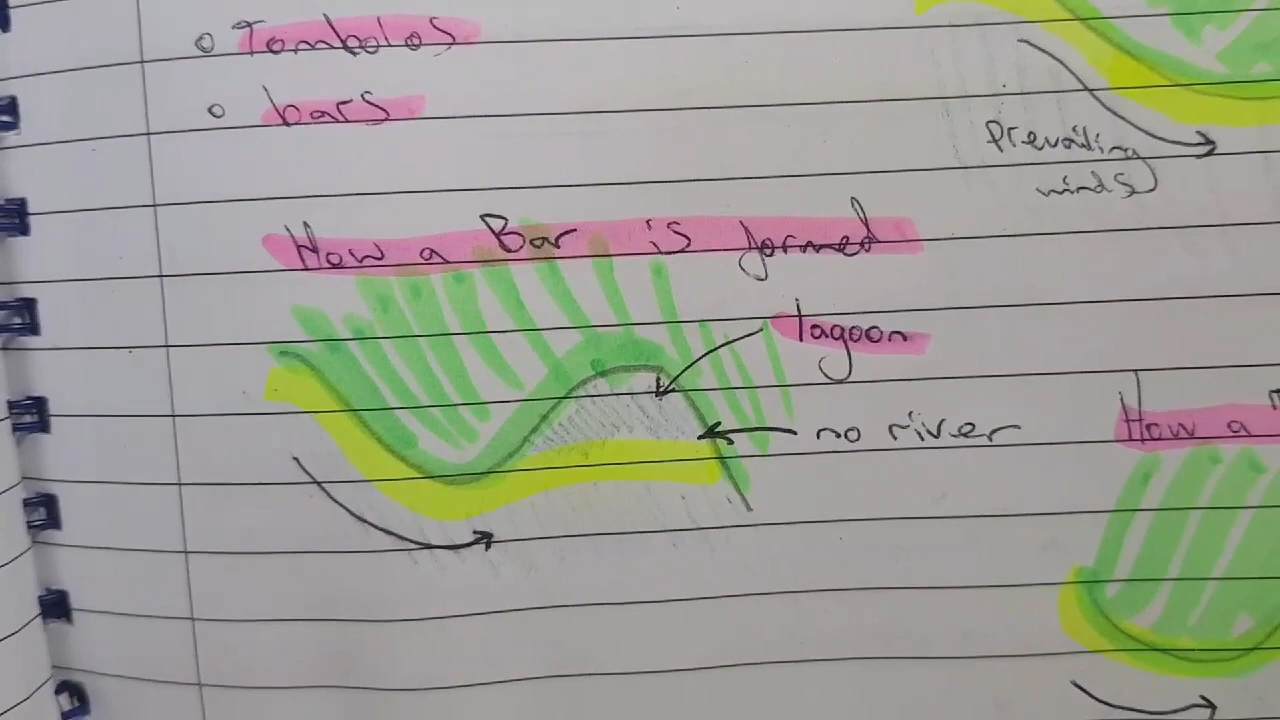 Tombolos
bars
Prevailing
winds
How a Bar is formed
lagoon
no river
How a